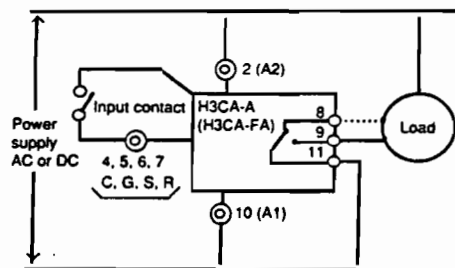 2 (A2)
Input contact
H3CA-A
(H3CA-FA)
8
9
11
Load
Power
supply
AC or DC
4, 5, 6, 7
C, G, S, R
10 (A1)